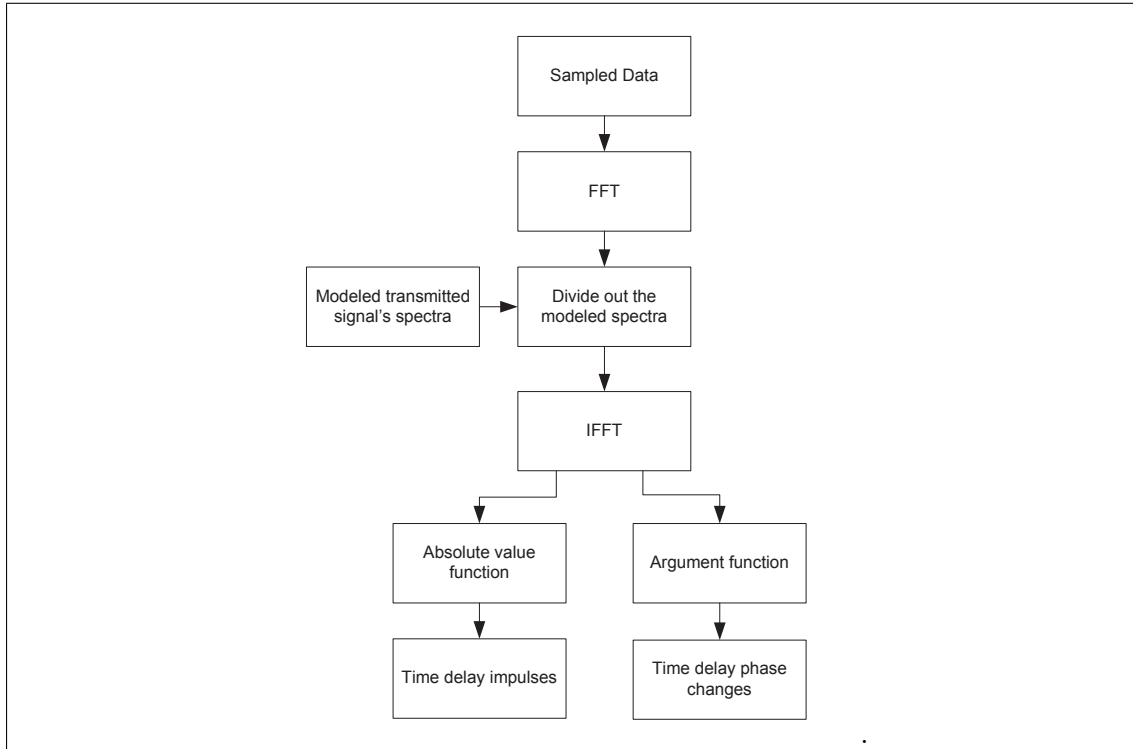 Sampled Data
FFT
Modeled transmitted
signal's spectra
Divide out the
modeled spectra
IFFT
Absolute value
function
Argument function
Time delay impulses
Time delay phase
changes
.